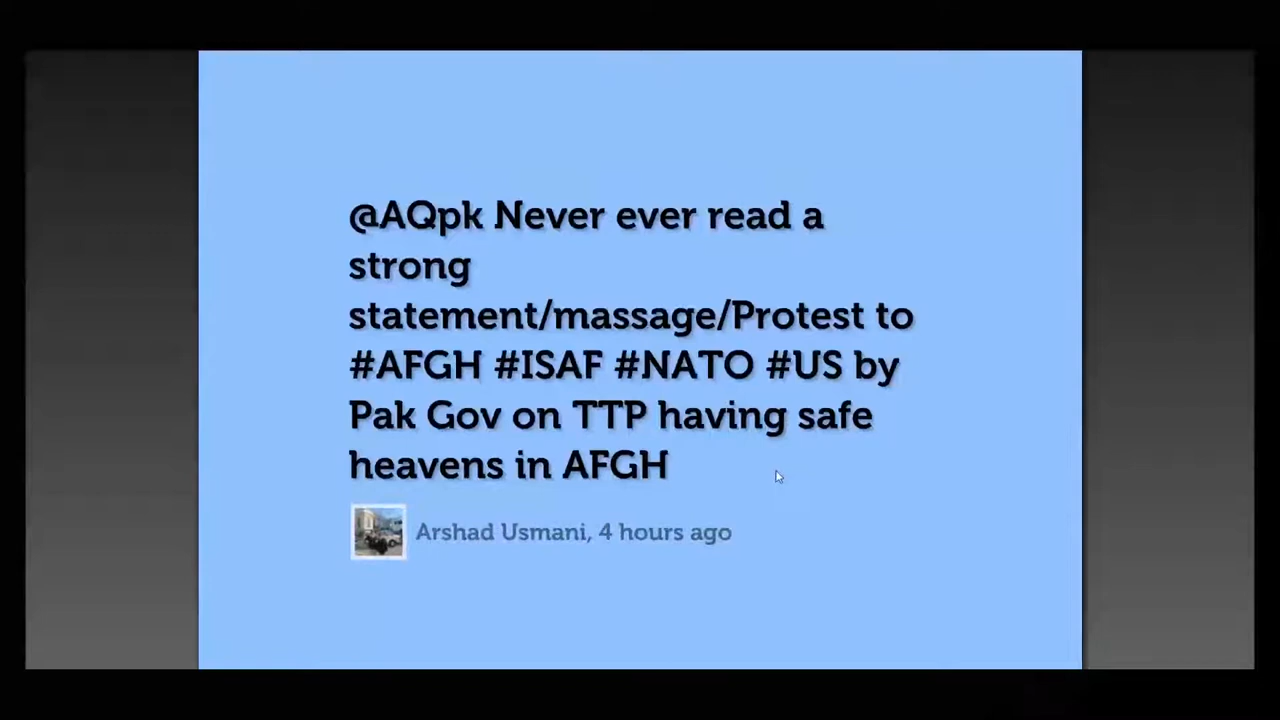 @AQpk Never ever read a
strong
statement/massage/Protest to
#AFGH #ISAF #NATO #US by
Pak Gov on TTP having safe
heavens in AFGH
Arshad Usmani, 4 hours ago